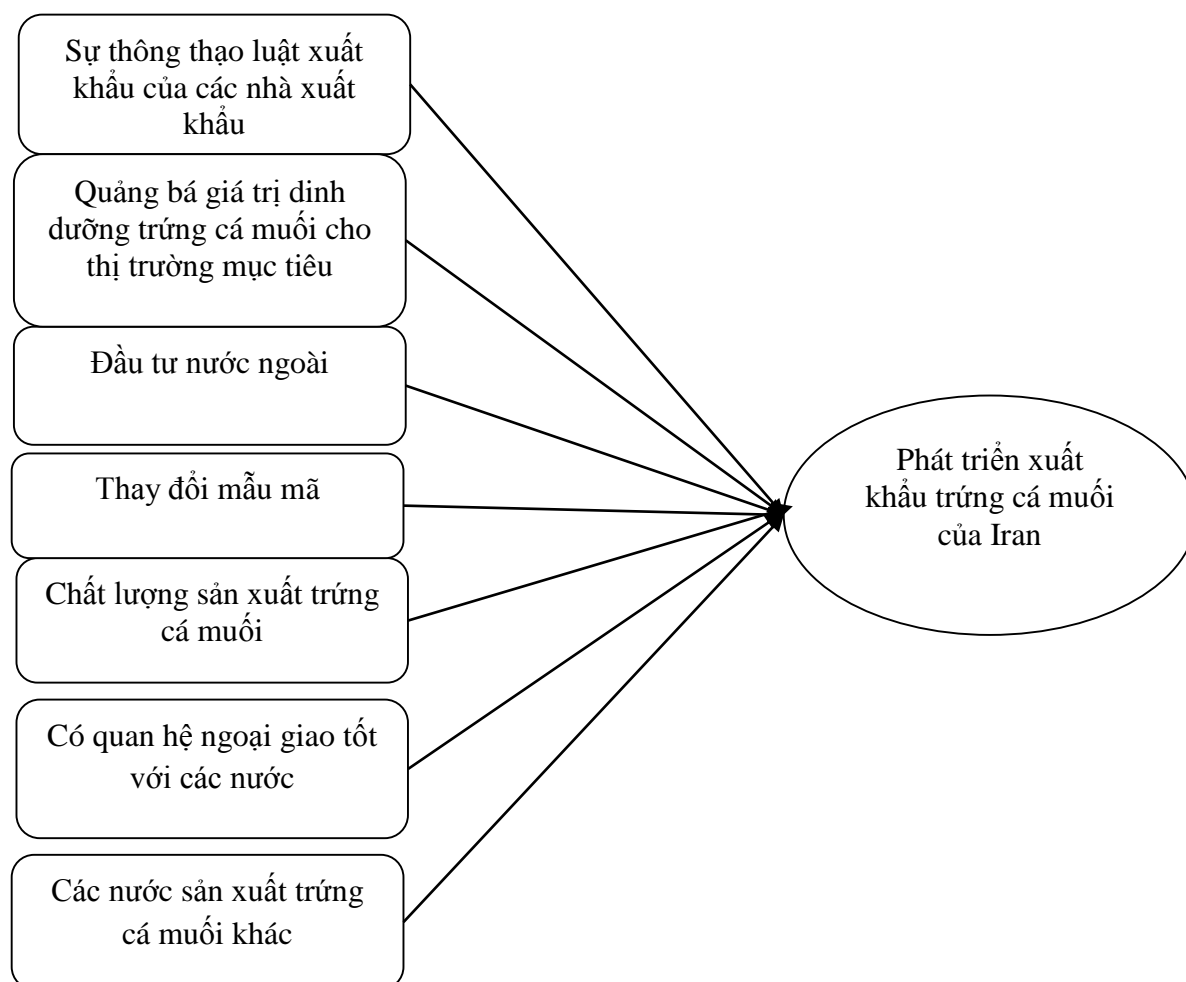 Sự thông thạo luật xuất
khẩu của các nhà xuất
khẩu
Quảng bá giá trị dinh
dưỡng trứng cá muối cho
thị trường mục tiêu
Đầu tư nước ngoài
Thay đổi mẫu mã
Chất lượng sản xuất trứng
cá muối
Có quan hệ ngoại giao tốt
với các nước
Các nước sản xuất trứng
cá muối khác
Phát triển xuất
khẩu trứng cá muối
của Iran